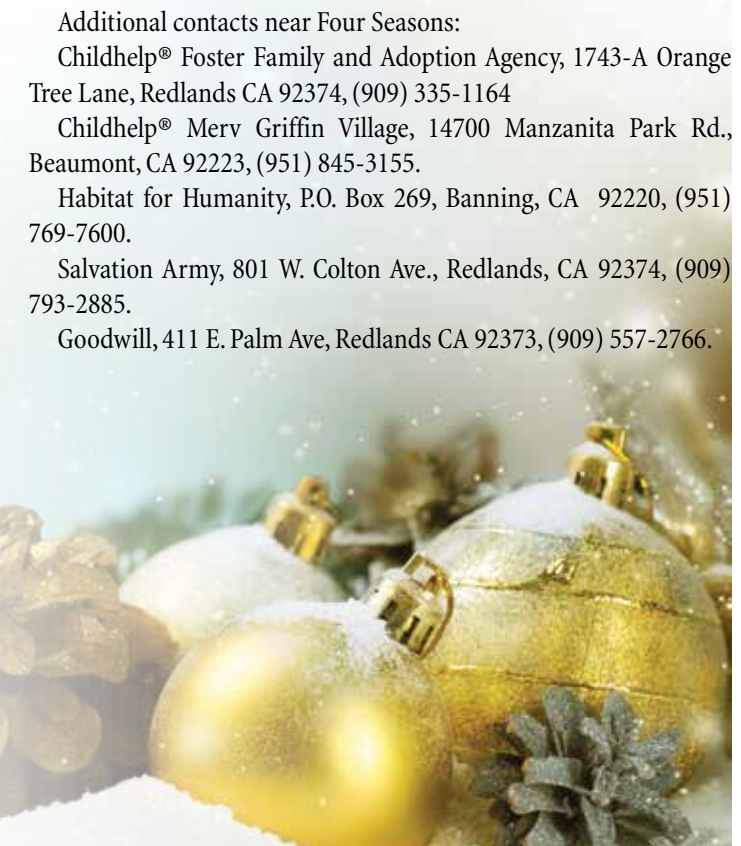 Additional contacts near Four Seasons:
Childhelp® Foster Family and Adoption Agency, 1743-A Orange
Tree Lane, Redlands CA 92374, (909) 335-1164
Childhelp® Merv Griffin Village, 14700 Manzanita Park Rd.,
Beaumont, CA 92223, (951) 845-3155.
Habitat for Humanity, P.O. Box 269, Banning, CA 92220, (951)
769-7600.
Salvation Army, 801 W. Colton Ave., Redlands, CA 92374, (909)
793-2885.
Goodwill, 411 E. Palm Ave, Redlands CA 92373, (909) 557-2766.